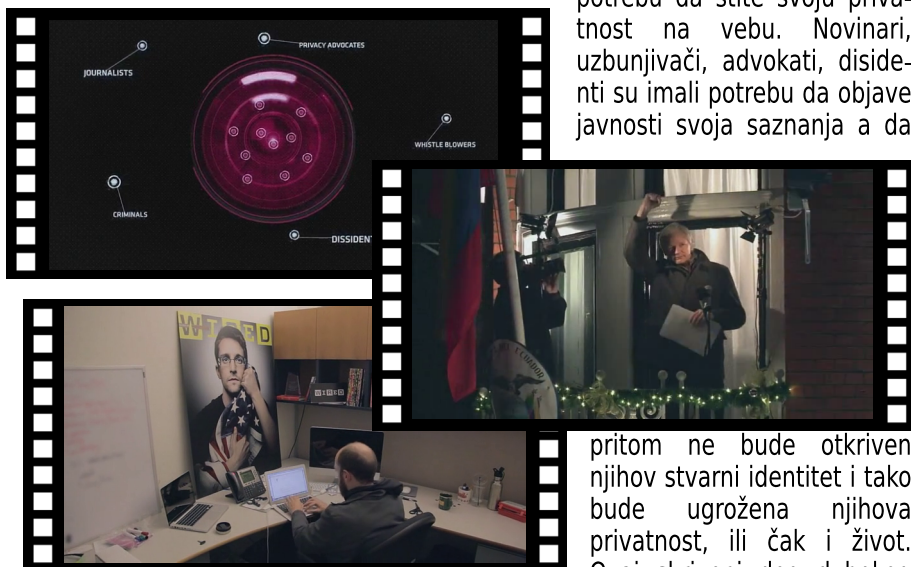 potrebu da štite svoju priva-
tnost na vebu. Novinari,
uzbunjivači, advokati, diside-
nti su imali potrebu da objave
javnosti svoja saznanja a da
PRIVACY ADVOCATES
JOURNALISTS
WHISTLE BLOWERS
CRIMINALS
DISSIDENT
ECUADOR
WIRED
WIRED
pritom ne bude otkriven
njihov stvarni identitet i tako
bude ugrožena njihova
privatnost, ili čak i život.